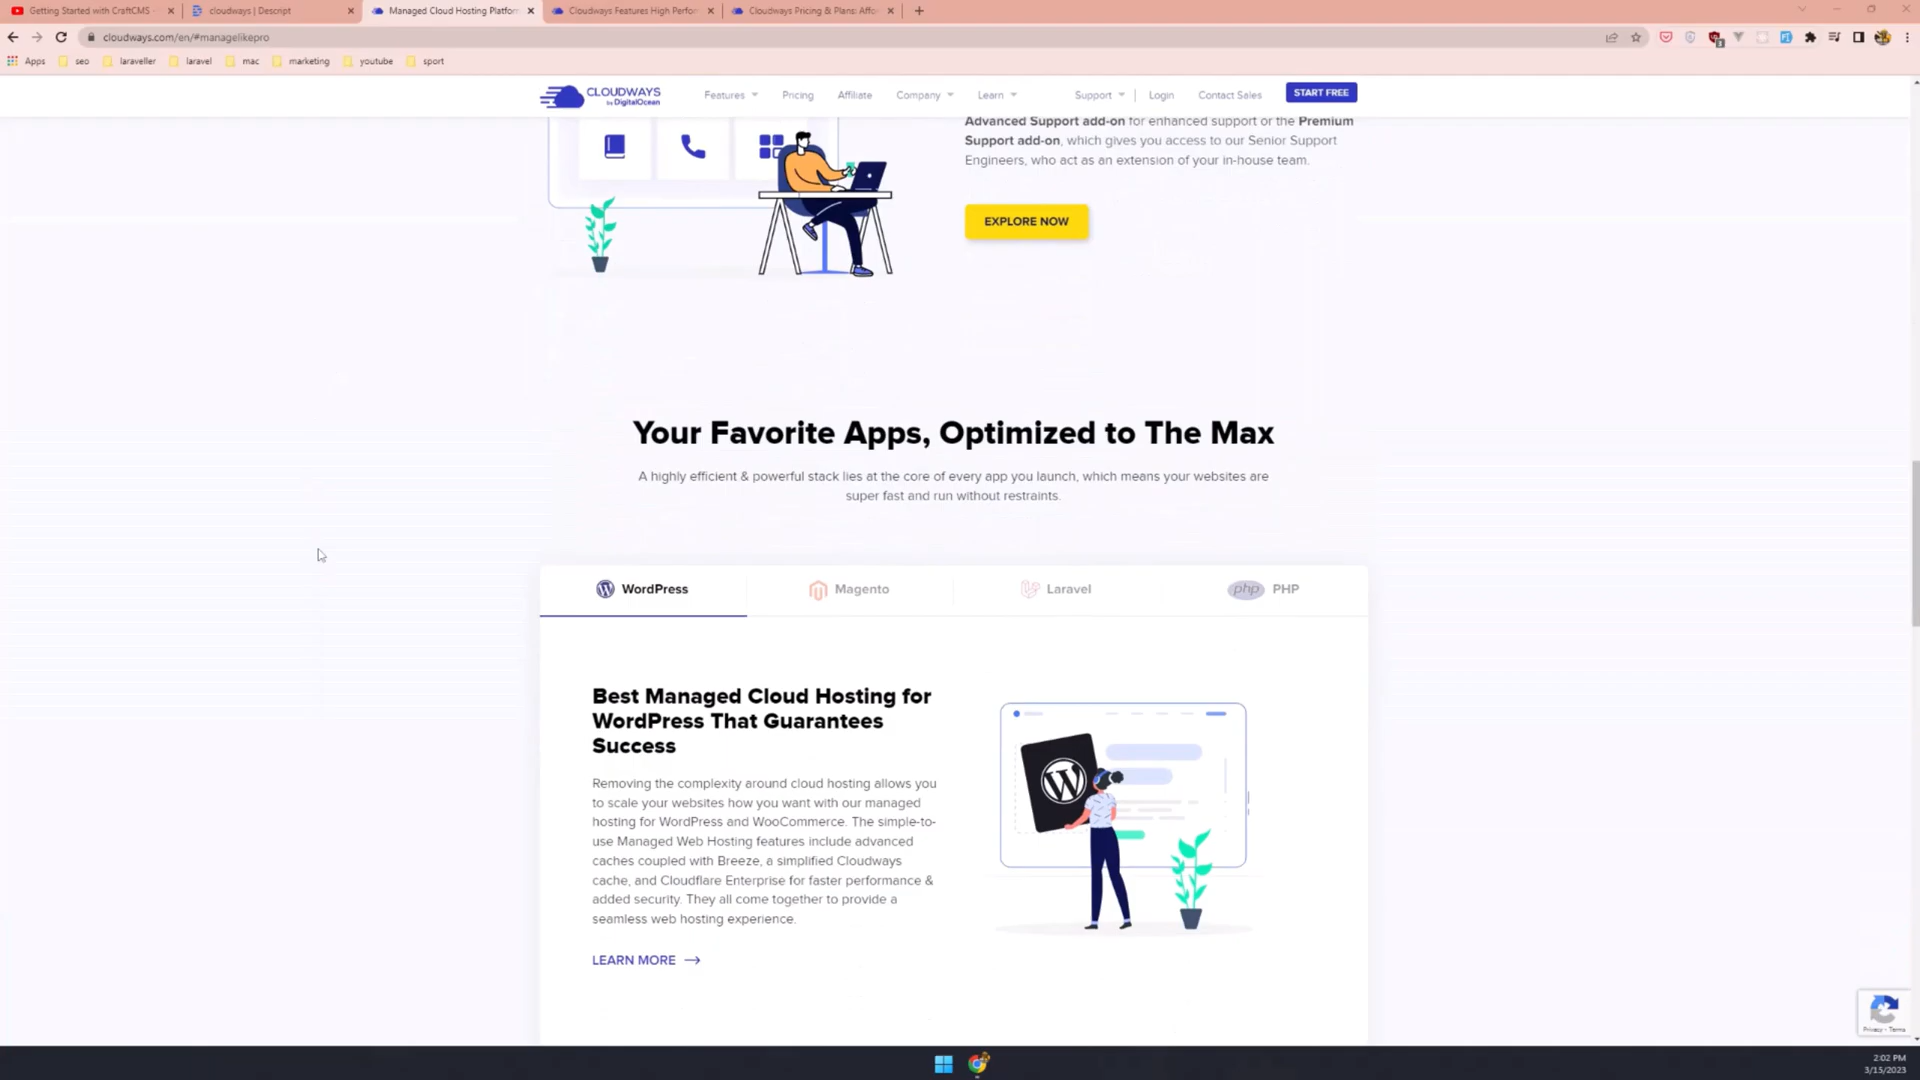 Getting Started with CraftCMS -
cloudways | Descript
Managed Cloud Hosting Platfor
Cloudways Features High Perfor
Cloudways Pricing & Plans: Affo
cloudways.com/en/#managelikepro
Apps
seo
laraveller
laravel
mac
marketing
youtube
sport
CLOUDWAYS
by DigitalOcean
Features
Pricing
Affiliate
Company
Learn
Support
Login
Contact Sales
START FREE
Advanced Support add-on for enhanced support or the Premium
Support add-on, which gives you access to our Senior Support
Engineers, who act as an extension of your in-house team.
EXPLORE NOW
Your Favorite Apps, Optimized to The Max
A highly efficient & powerful stack lies at the core of every app you launch, which means your websites are
super fast and run without restraints.
WordPress
Magento
Laravel
php PHP
Best Managed Cloud Hosting for
WordPress That Guarantees
Success
Removing the complexity around cloud hosting allows you
to scale your websites how you want with our managed
hosting for WordPress and WooCommerce. The simple-to-
use Managed Web Hosting features include advanced
caches coupled with Breeze, a simplified Cloudways
cache, and Cloudflare Enterprise for faster performance &
added security. They all come together to provide a
seamless web hosting experience.
LEARN MORE
Privacy - Terms
2:02 PM
3/15/2023